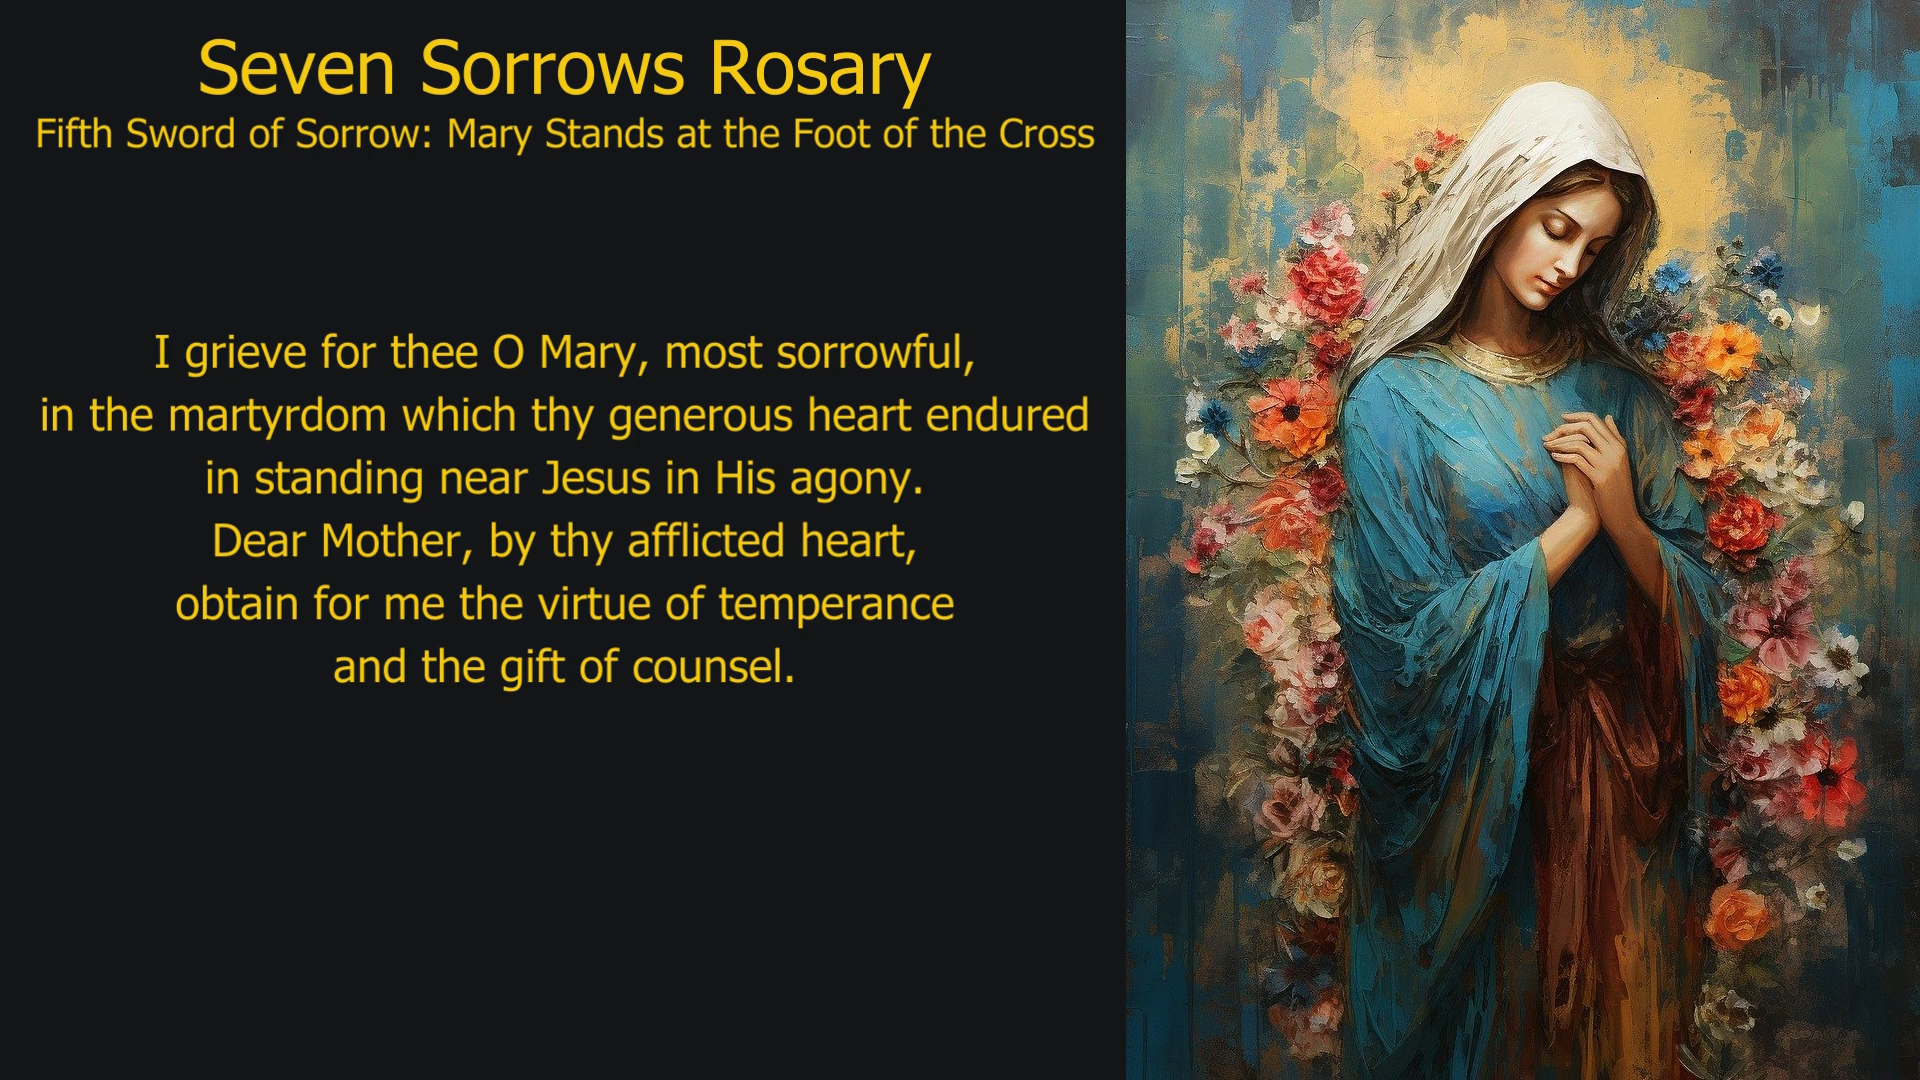 Seven Sorrows Rosary
Fifth Sword of Sorrow: Mary Stands at the Foot of the Cross
I grieve for thee O Mary, most sorrowful,
in the martyrdom which thy generous heart endured
in standing near Jesus in His agony.
Dear Mother, by thy afflicted heart,
obtain for me the virtue of temperance
and the gift of counsel.